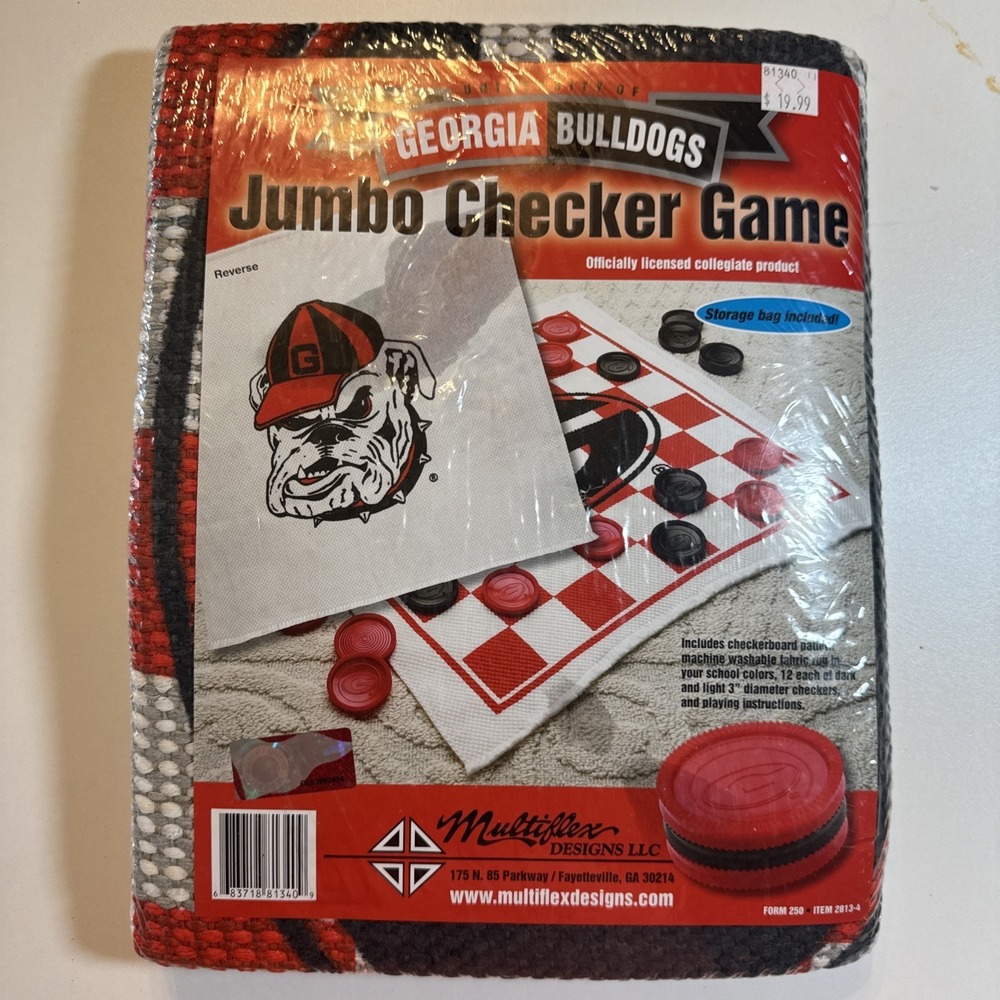 81340
$ 19.99
UNIVERSITY OF
GEORGIA BULLDOGS
Jumbo Checker Game
Officially licensed collegiate product
Reverse
Storage bag included!
G
®
Includes checkerboard
machine washable fabric rug in
your school colors, 12 each of dark
and light 3" diameter checkers,
and playing instructions.
Multiflex
DESIGNS LLC
175 N. 85 Parkway / Fayetteville, GA 30214
www.multiflexdesigns.com
6 83718 81340 9
FORM 250 • ITEM 2813-4